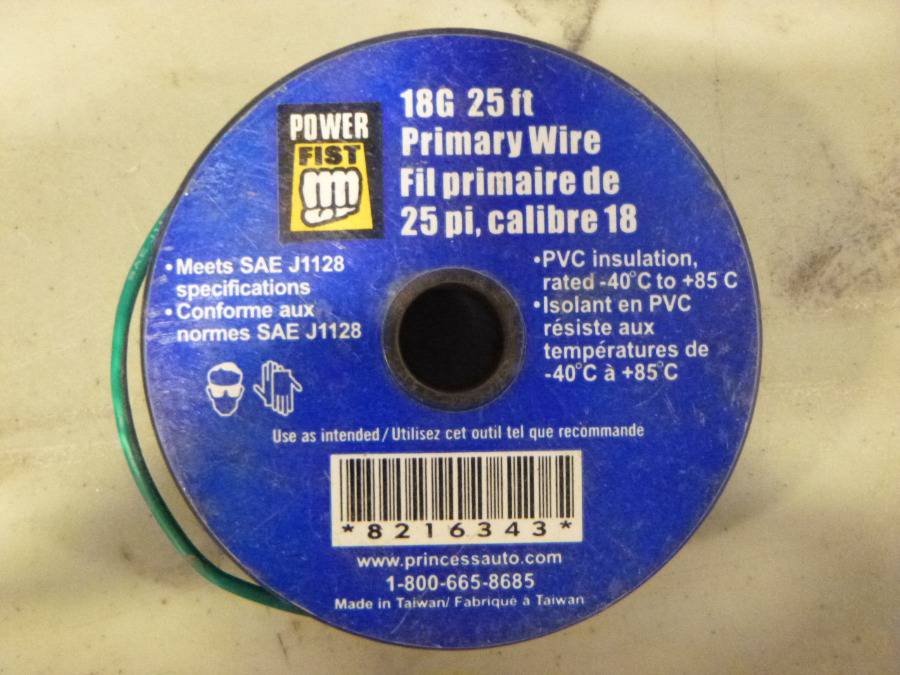 POWER
FIST
18G 25 ft
Primary Wire
Fil primaire de
25 pi, calibre 18
•Meets SAE J1128
specifications
•Conforme aux
normes SAE J1128
•PVC insulation,
rated -40°C to +85 C
•Isolant en PVC
résiste aux
températures de
-40°C à +85°C
Use as intended/Utilisez cet outil tel que recommande
*8216343*
www.princessauto.com
1-800-665-8685
Made in Taiwan/ Fabriqué à Taiwan